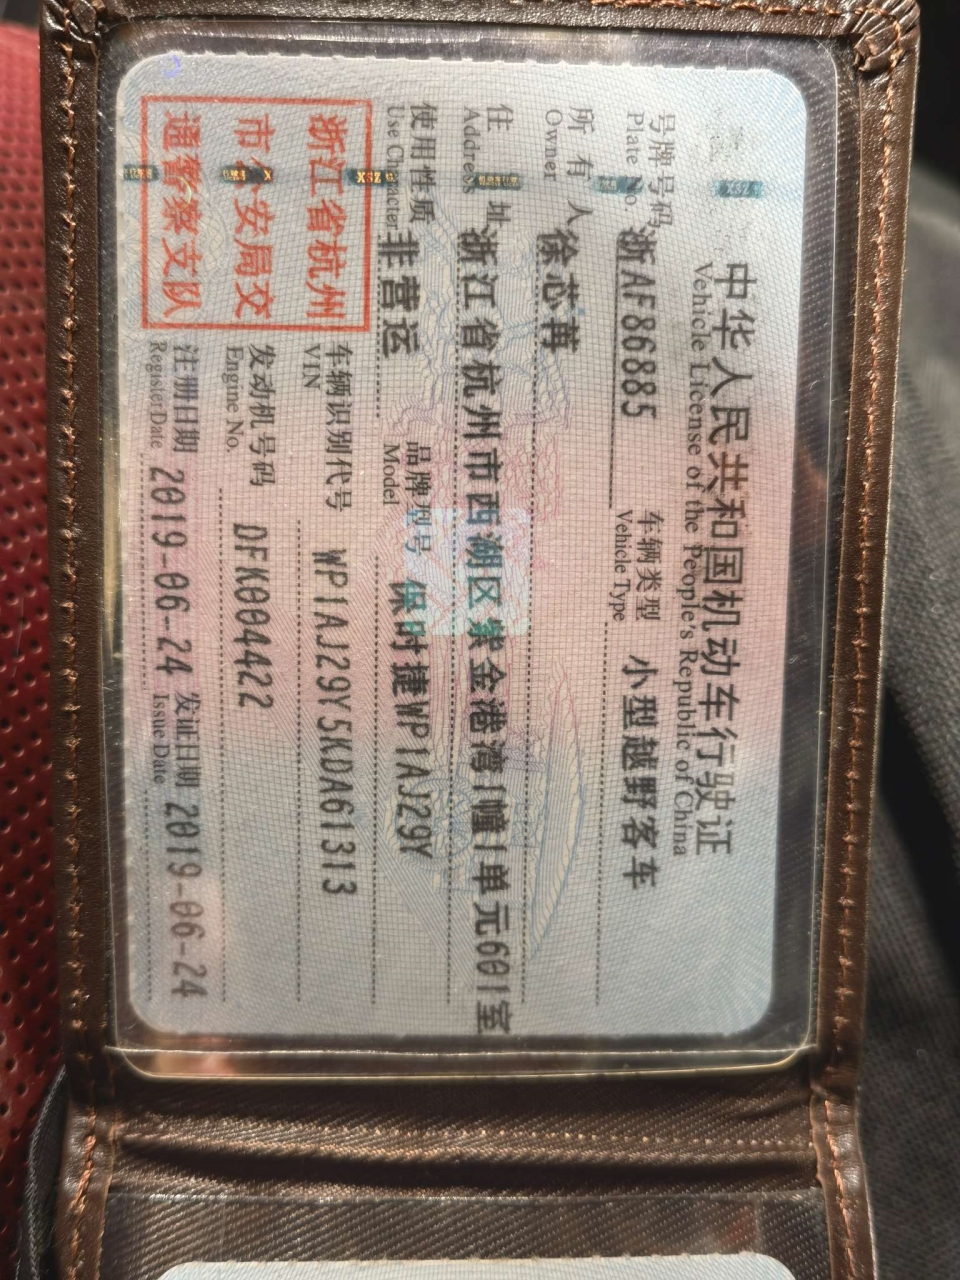 中华人民共和国机动车行驶证
Vehicle License of the People's Republic of China
号牌号码 浙AF86885 车辆类型 小型越野客车
Plate No. Vehicle Type
所有人 徐芯苒
Owner
住址 浙江省杭州市西湖区紫金港湾1幢1单元601室
Address
使用性质 非营运 品牌型号 保时捷WP1AJ29Y
Use Character Model
浙江省杭州
市公安局交
通警察支队
车辆识别代号 WP1AJ29Y5KDA61313
VIN
发动机号码 DFK004422
Engine No.
注册日期 2019-06-24 发证日期 2019-06-24
Register Date Issue Date
XSZ